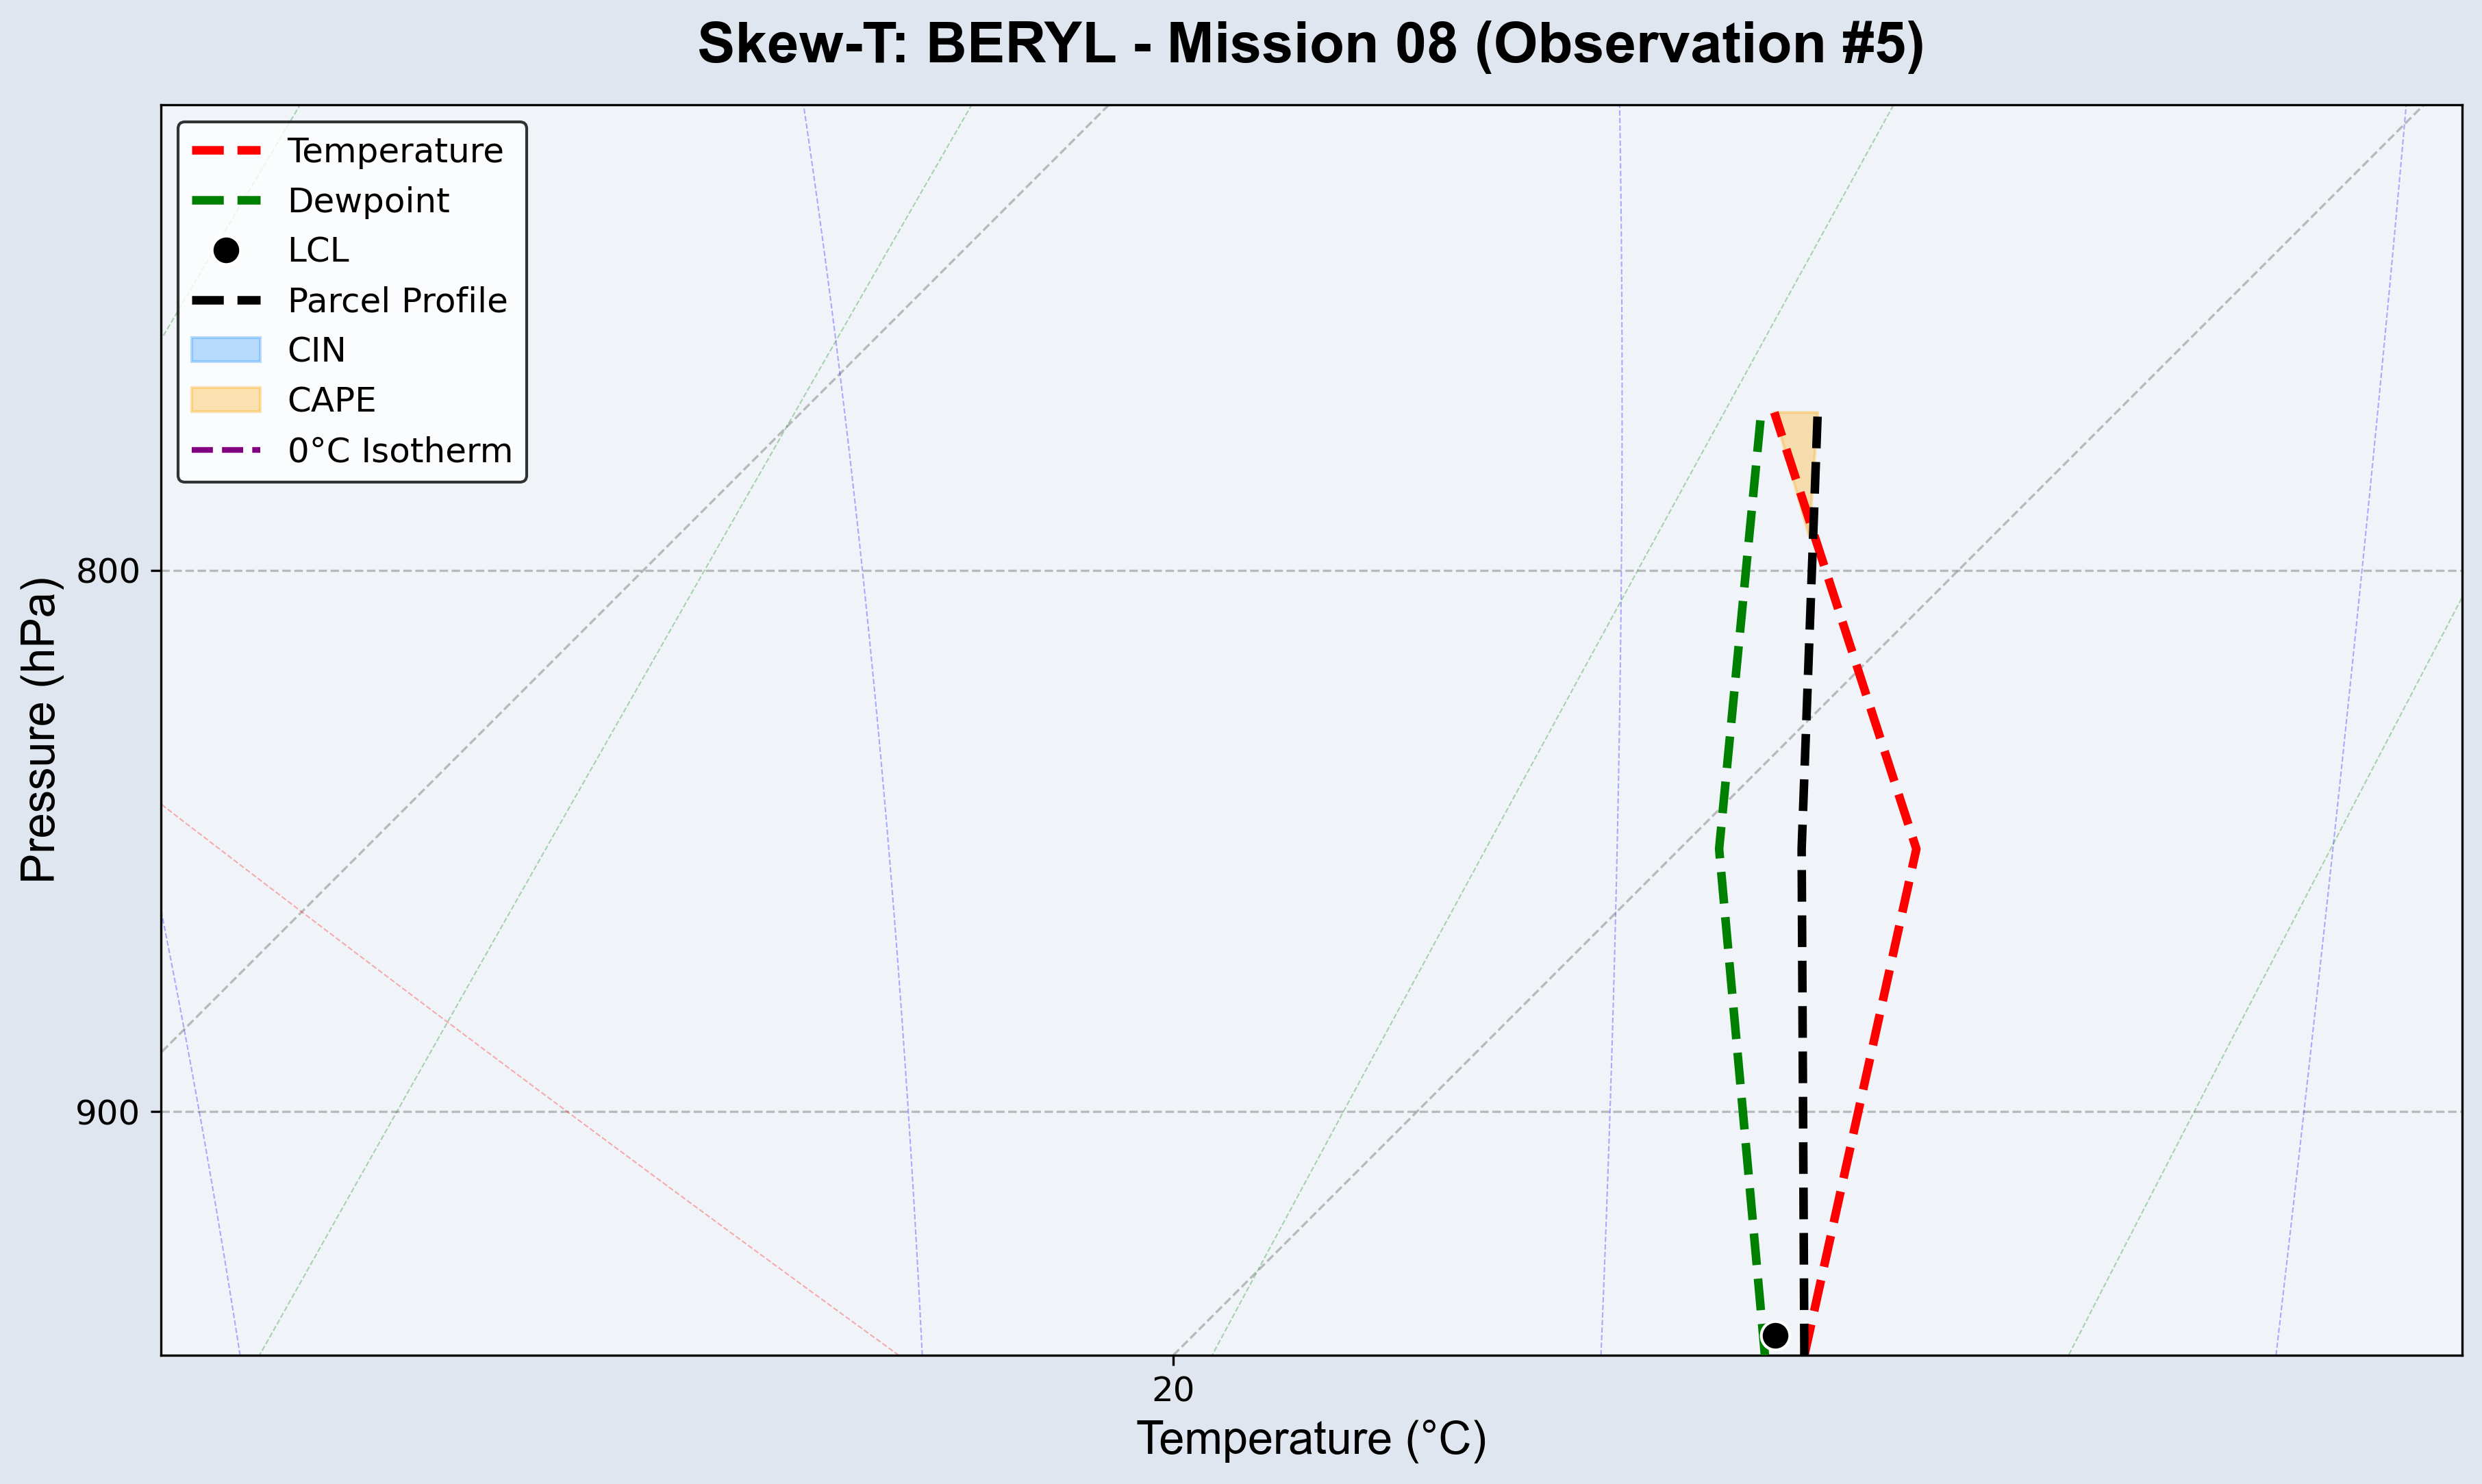 Skew-T: BERYL - Mission 08 (Observation #5)
Temperature
Dewpoint
LCL
Parcel Profile
CIN
CAPE
0°C Isotherm
Pressure (hPa)
800
900
20
Temperature (°C)